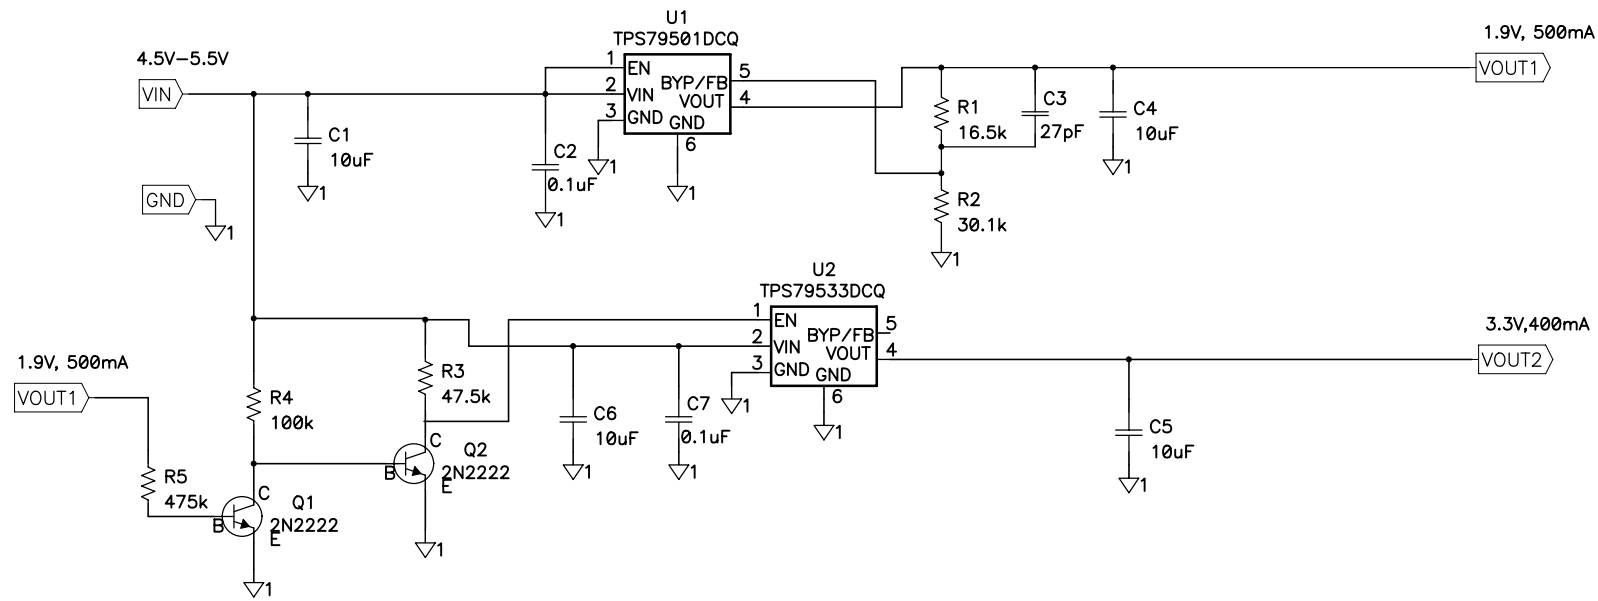 U1
TPS79501DCQ
4.5V-5.5V
VIN
1
EN
2
VIN
3
GND
GND
6
BYP/FB
5
VOUT
4
1.9V, 500mA
VOUT1
C1
10uF
1
C2
0.1uF
1
1
1
R1
16.5k
C3
27pF
C4
10uF
1
R2
30.1k
1
GND
1
U2
TPS79533DCQ
1
EN
2
VIN
3
GND
GND
6
BYP/FB
5
VOUT
4
3.3V,400mA
VOUT2
1.9V, 500mA
VOUT1
R4
100k
R3
47.5k
C6
10uF
1
C7
0.1uF
1
1
1
C5
10uF
1
R5
475k
C
B
E
Q1
2N2222
1
C
B
E
Q2
2N2222
1